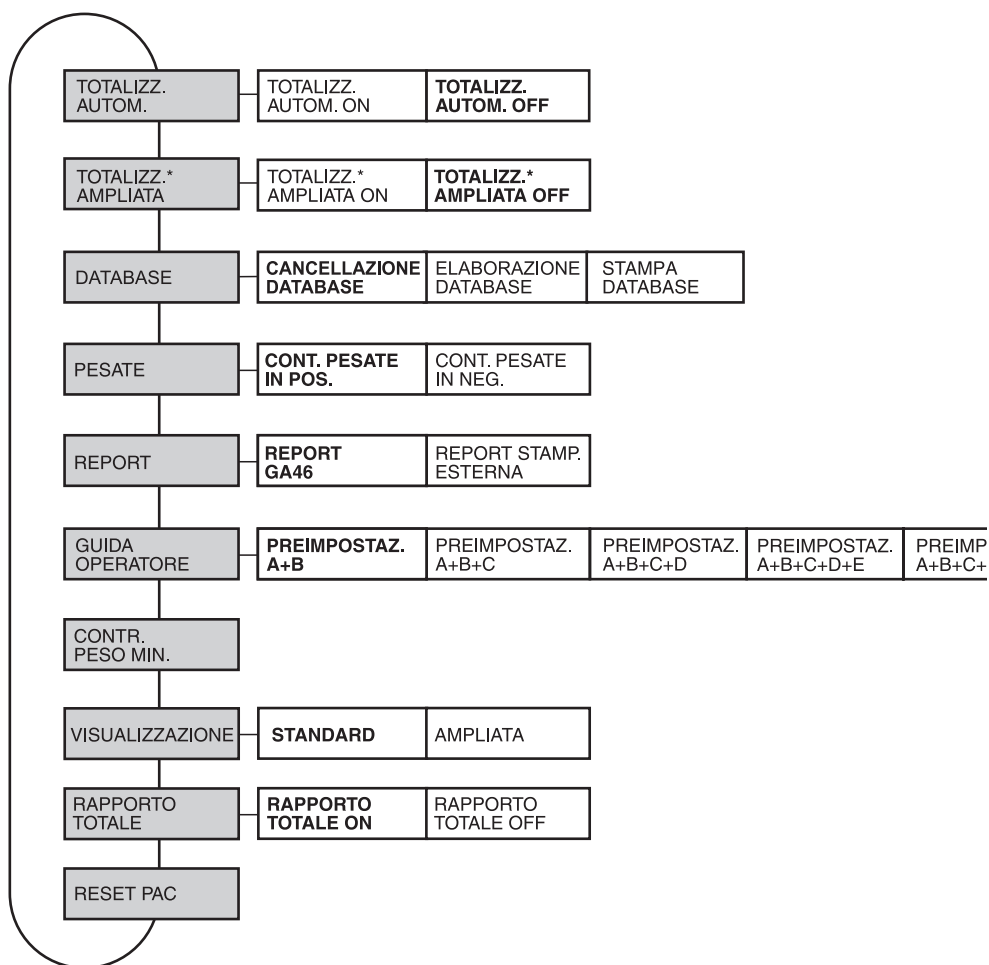 TOTALIZZ.
AUTOM.
TOTALIZZ.
AUTOM. ON
TOTALIZZ.
AUTOM. OFF
TOTALIZZ.*
AMPLIATA
TOTALIZZ.*
AMPLIATA ON
TOTALIZZ.*
AMPLIATA OFF
DATABASE
CANCELLAZIONE
DATABASE
ELABORAZIONE
DATABASE
STAMPA
DATABASE
PESATE
CONT. PESATE
IN POS.
CONT. PESATE
IN NEG.
REPORT
REPORT
GA46
REPORT STAMP.
ESTERNA
GUIDA
OPERATORE
PREIMPOSTAZ.
A+B
PREIMPOSTAZ.
A+B+C
PREIMPOSTAZ.
A+B+C+D
PREIMPOSTAZ.
A+B+C+D+E
PREIMP
A+B+C+
CONTR.
PESO MIN.
VISUALIZZAZIONE
STANDARD
AMPLIATA
RAPPORTO
TOTALE
RAPPORTO
TOTALE ON
RAPPORTO
TOTALE OFF
RESET PAC